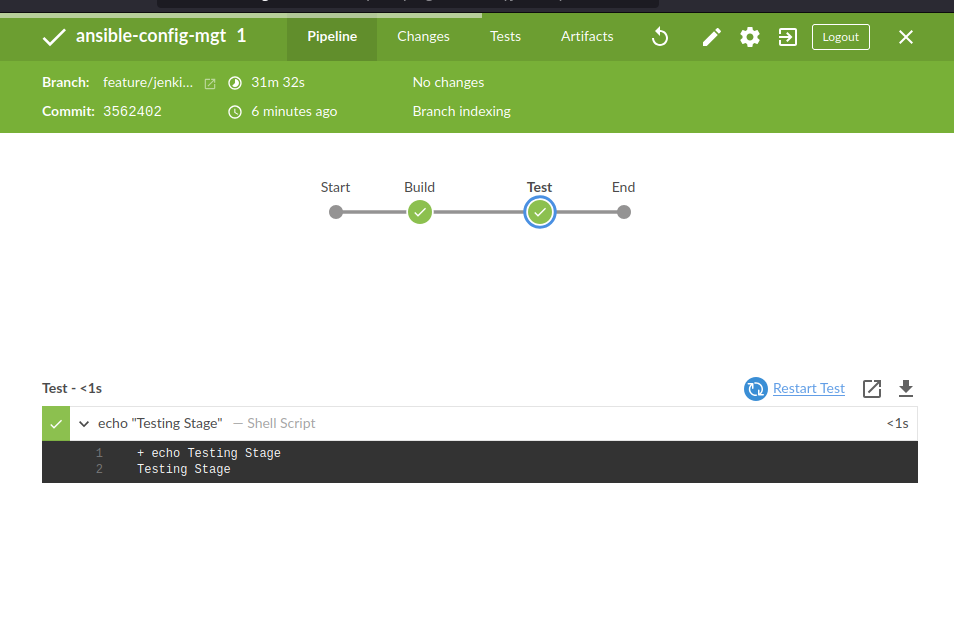 ansible-config-mgt 1 Pipeline Changes Tests Artifacts Logout
Branch: feature/jenki... 31m 32s No changes
Commit: 3562402 6 minutes ago Branch indexing
Start Build Test End
Test - <1s Restart Test
echo "Testing Stage" — Shell Script <1s
1 + echo Testing Stage
2 Testing Stage